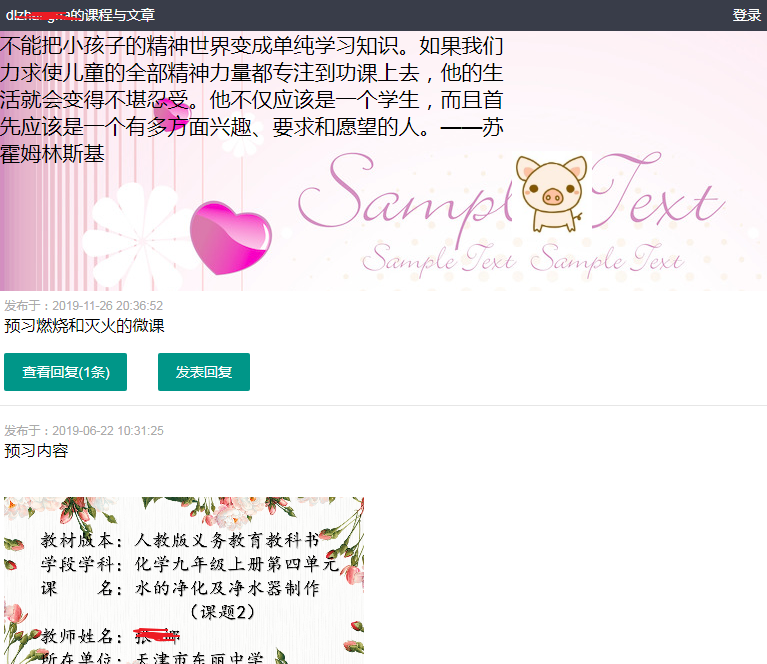 的课程与文章
登录
不能把小孩子的精神世界变成单纯学习知识。如果我们
力求使儿童的全部精神力量都专注到功课上去，他的生
活就会变得不堪忍受。他不仅应该是一个学生，而且首
先应该是一个有多方面兴趣、要求和愿望的人。——苏
霍姆林斯基
Sample Text
Sample Text Sample Text
发布于：2019-11-26 20:36:52
预习燃烧和灭火的微课
查看回复(1条)
发表回复
发布于：2019-06-22 10:31:25
预习内容
教材版本：人教版义务教育教科书
学段学科：化学九年级上册第四单元
课 名：水的净化及净水器制作
（课题2）
教师姓名：
所在单位：天津市东丽中学